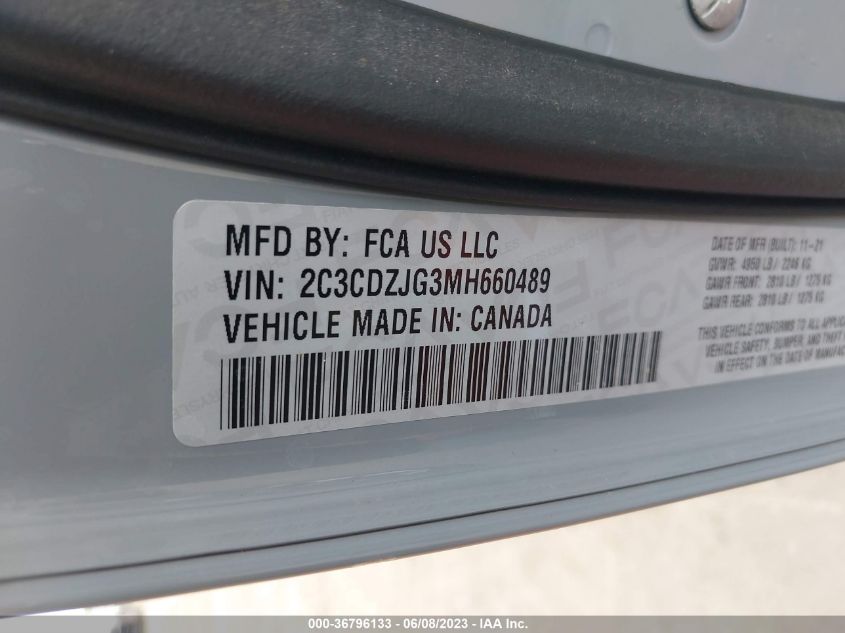 MFD BY: FCA US LLC
VIN: 2C3CDZJG3MH660489
VEHICLE MADE IN: CANADA
DATE OF MFR (BUILT): 11-21
GVWR: 4950 LB / 2246 KG
GAWR FRONT: 2810 LB / 1275 KG
GAWR REAR: 2810 LB / 1275 KG
THIS VEHICLE CONFORMS TO ALL
VEHICLE SAFETY, BUMPER, AND THEFT
IN EFFECT ON THE DATE OF
000-36796133 - 06/08/2023 - IAA Inc.